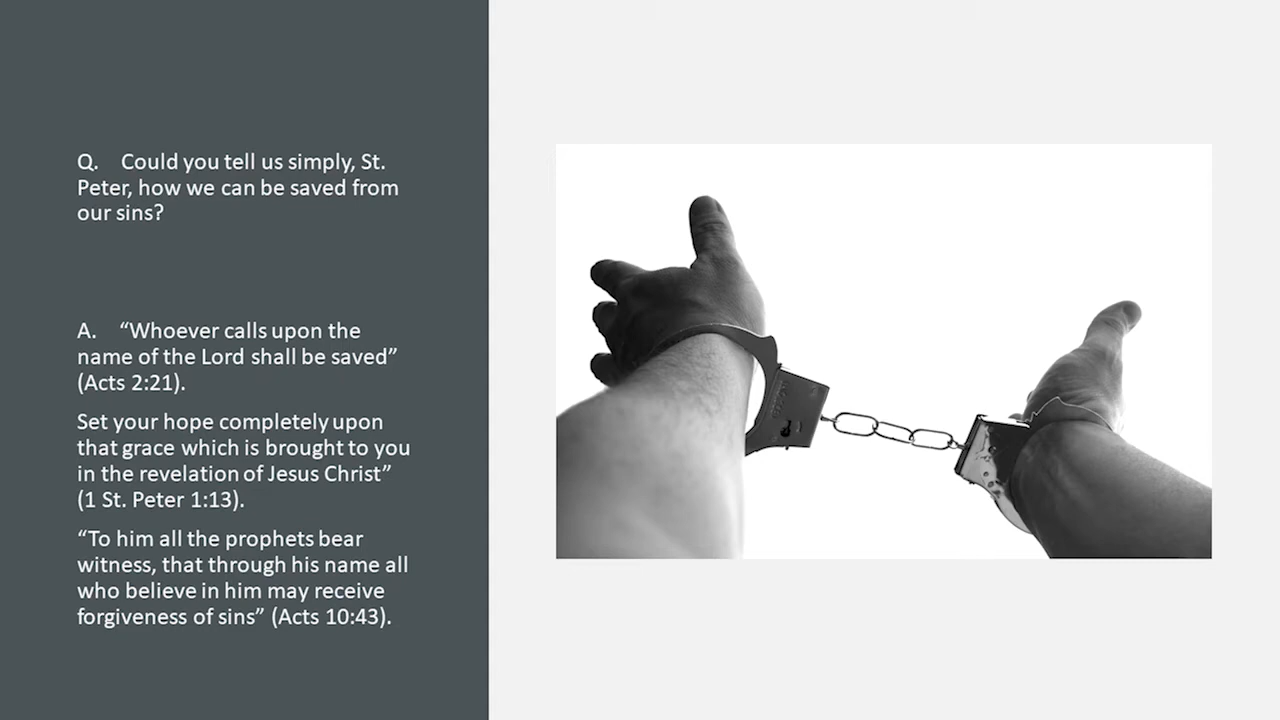 Q. Could you tell us simply, St.
Peter, how we can be saved from
our sins?
A. “Whoever calls upon the
name of the Lord shall be saved”
(Acts 2:21).
Set your hope completely upon
that grace which is brought to you
in the revelation of Jesus Christ”
(1 St. Peter 1:13).
“To him all the prophets bear
witness, that through his name all
who believe in him may receive
forgiveness of sins” (Acts 10:43).